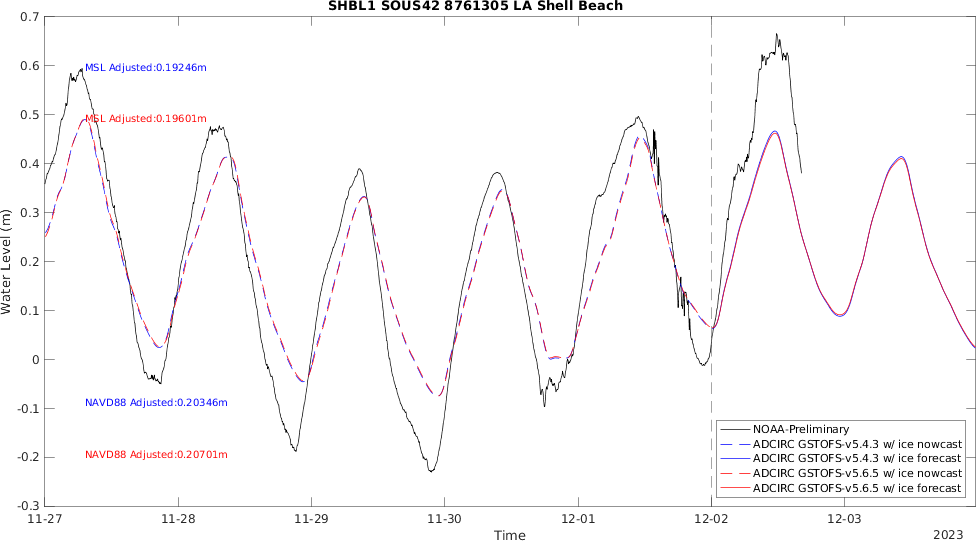 SHBL1 SOUS42 8761305 LA Shell Beach
0.7
0.6
0.5
0.4
0.3
0.2
0.1
0
-0.1
-0.2
-0.3
Water Level (m)
MSL Adjusted:0.19246m
MSL Adjusted:0.19601m
NAVD88 Adjusted:0.20346m
NAVD88 Adjusted:0.20701m
NOAA-Preliminary
ADCIRC GSTOFS-v5.4.3 w/ ice nowcast
ADCIRC GSTOFS-v5.4.3 w/ ice forecast
ADCIRC GSTOFS-v5.6.5 w/ ice nowcast
ADCIRC GSTOFS-v5.6.5 w/ ice forecast
11-27 11-28 11-29 11-30 12-01 12-02 12-03
Time
2023